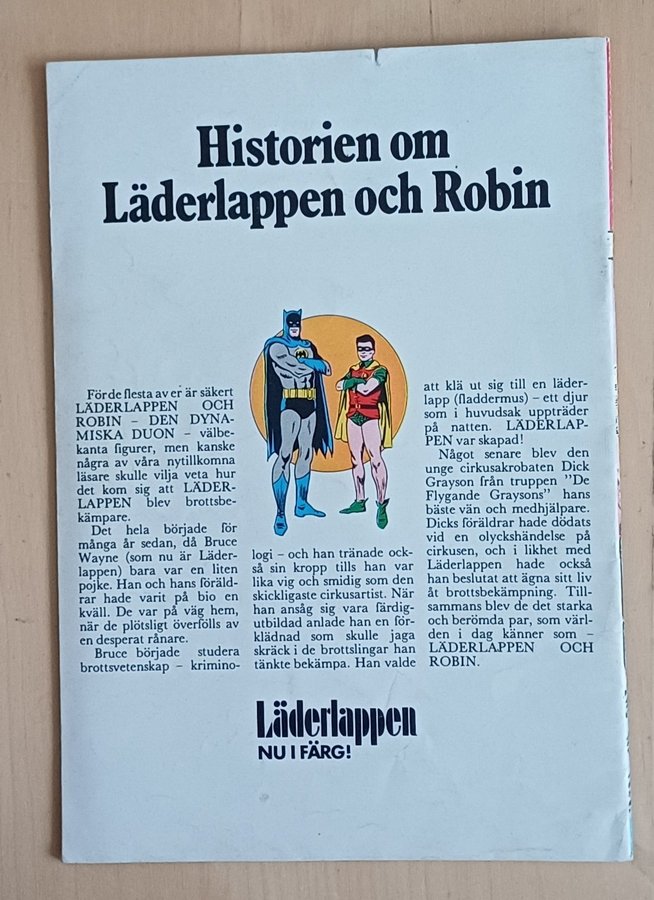 Historien om
Läderlappen och Robin
För de flesta av er är säkert
LÄDERLAPPEN OCH
ROBIN – DEN DYNA-
MISKA DUON – välbe-
kanta figurer, men kanske
några av våra nytillkomna
läsare skulle vilja veta hur
det kom sig att LÄDER-
LAPPEN blev brottsbe-
kämpare.
Det hela började för
många år sedan, då Bruce
Wayne (som nu är Läder-
lappen) bara var en liten
pojke. Han och hans föräld-
rar hade varit på bio en
kväll. De var på väg hem,
när de plötsligt överfölls av
en desperat rånare.
Bruce började studera
brottsvetenskap – krimino-
logi – och han tränade ock-
så sin kropp tills han var
lika vig och smidig som den
skickligaste cirkusartist. När
han ansåg sig vara färdig-
utbildad anlade han en för-
klädnad som skulle jaga
skräck i de brottslingar han
tänkte bekämpa. Han valde
att klä ut sig till en läder-
lapp (fladdermus) – ett djur
som i huvudsak uppträder
på natten. LÄDERLAP-
PEN var skapad!
Något senare blev den
unge cirkusakrobaten Dick
Grayson från truppen "De
Flygande Graysons" hans
bäste vän och medhjälpare.
Dicks föräldrar hade dödats
vid en olyckshändelse på
cirkusen, och i likhet med
Läderlappen hade också
han beslutat att ägna sitt liv
åt brottsbekämpning. Till-
sammans blev de det starka
och berömda par, som värl-
den i dag känner som –
LÄDERLAPPEN OCH
ROBIN.
Läderlappen
NU I FÄRG!